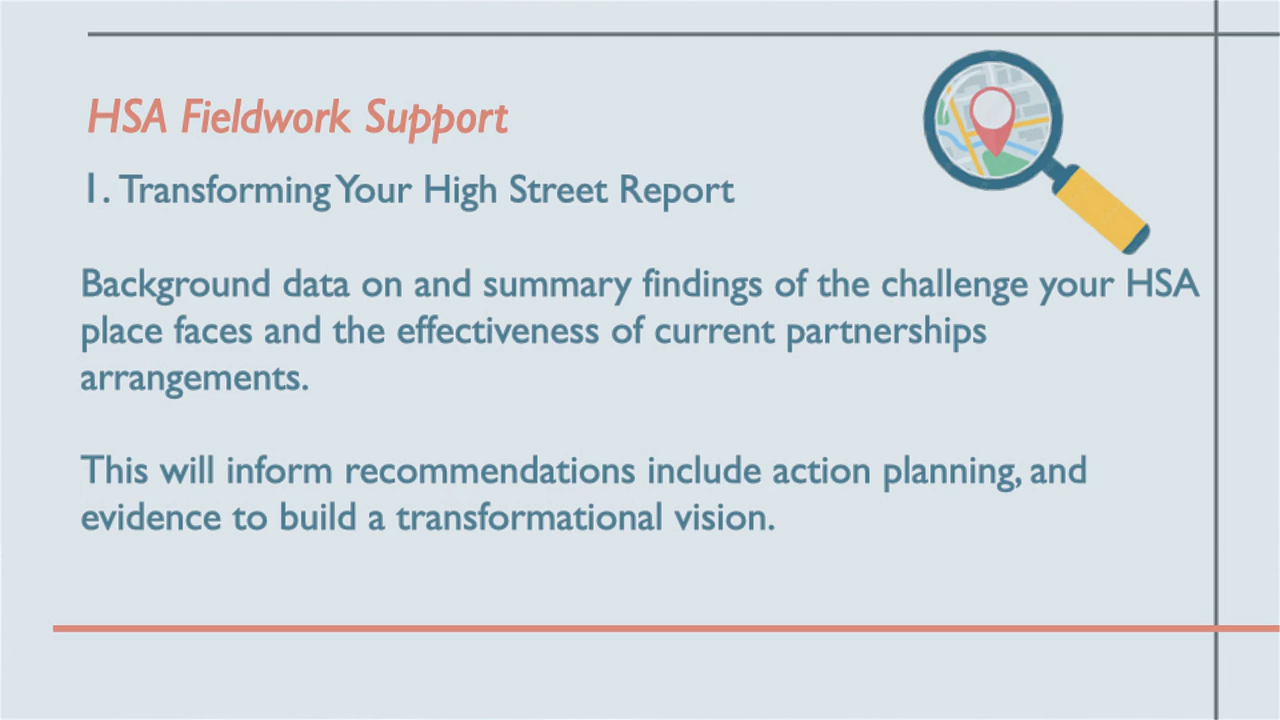 HSA Fieldwork Support
1. Transforming Your High Street Report
Background data on and summary findings of the challenge your HSA
place faces and the effectiveness of current partnerships
arrangements.
This will inform recommendations include action planning, and
evidence to build a transformational vision.